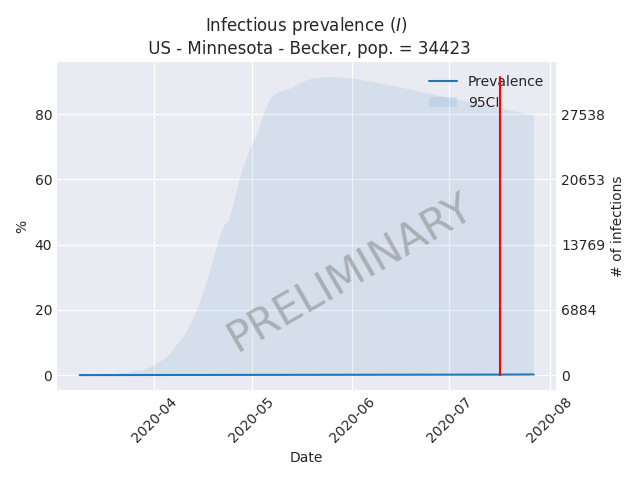 Infectious prevalence (I)
US - Minnesota - Becker, pop. = 34423
Prevalence
95CI
80
60
40
20
0
%
27538
20653
13769
6884
0
# of infections
PRELIMINARY
2020-04
2020-05
2020-06
2020-07
2020-08
Date